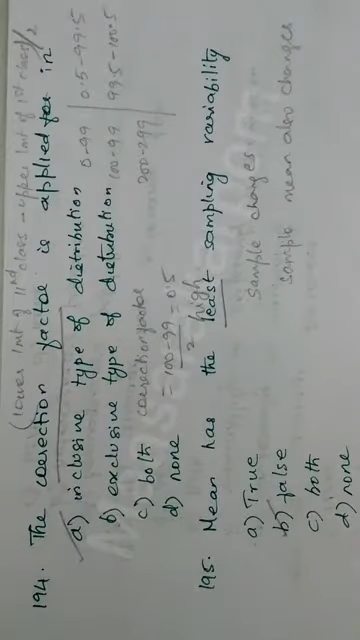 (lower lmt of IInd class - upper lmt of 1st class)/2
194. The correction factor is applied for in
a) inclusive type of distribution 0-99 | 0.5-99.5
b) exclusive type of distribution 100-99 | 99.5-100.5
c) both correction factor 200-299
d) none = 100-99 = 0.5
2
high
195. Mean has the least sampling variability
a) True sample changes.
b) false sample mean also changes
c) both
d) none